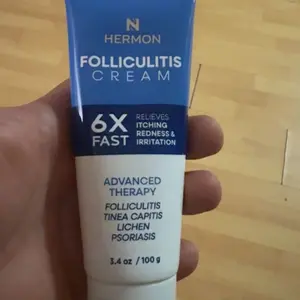 N
HERMON
FOLLICULITIS
CREAM
6X
FAST
RELIEVES
ITCHING
REDNESS &
IRRITATION
ADVANCED
THERAPY
FOLLICULITIS
TINEA CAPITIS
LICHEN
PSORIASIS
3.4 oz / 100 g